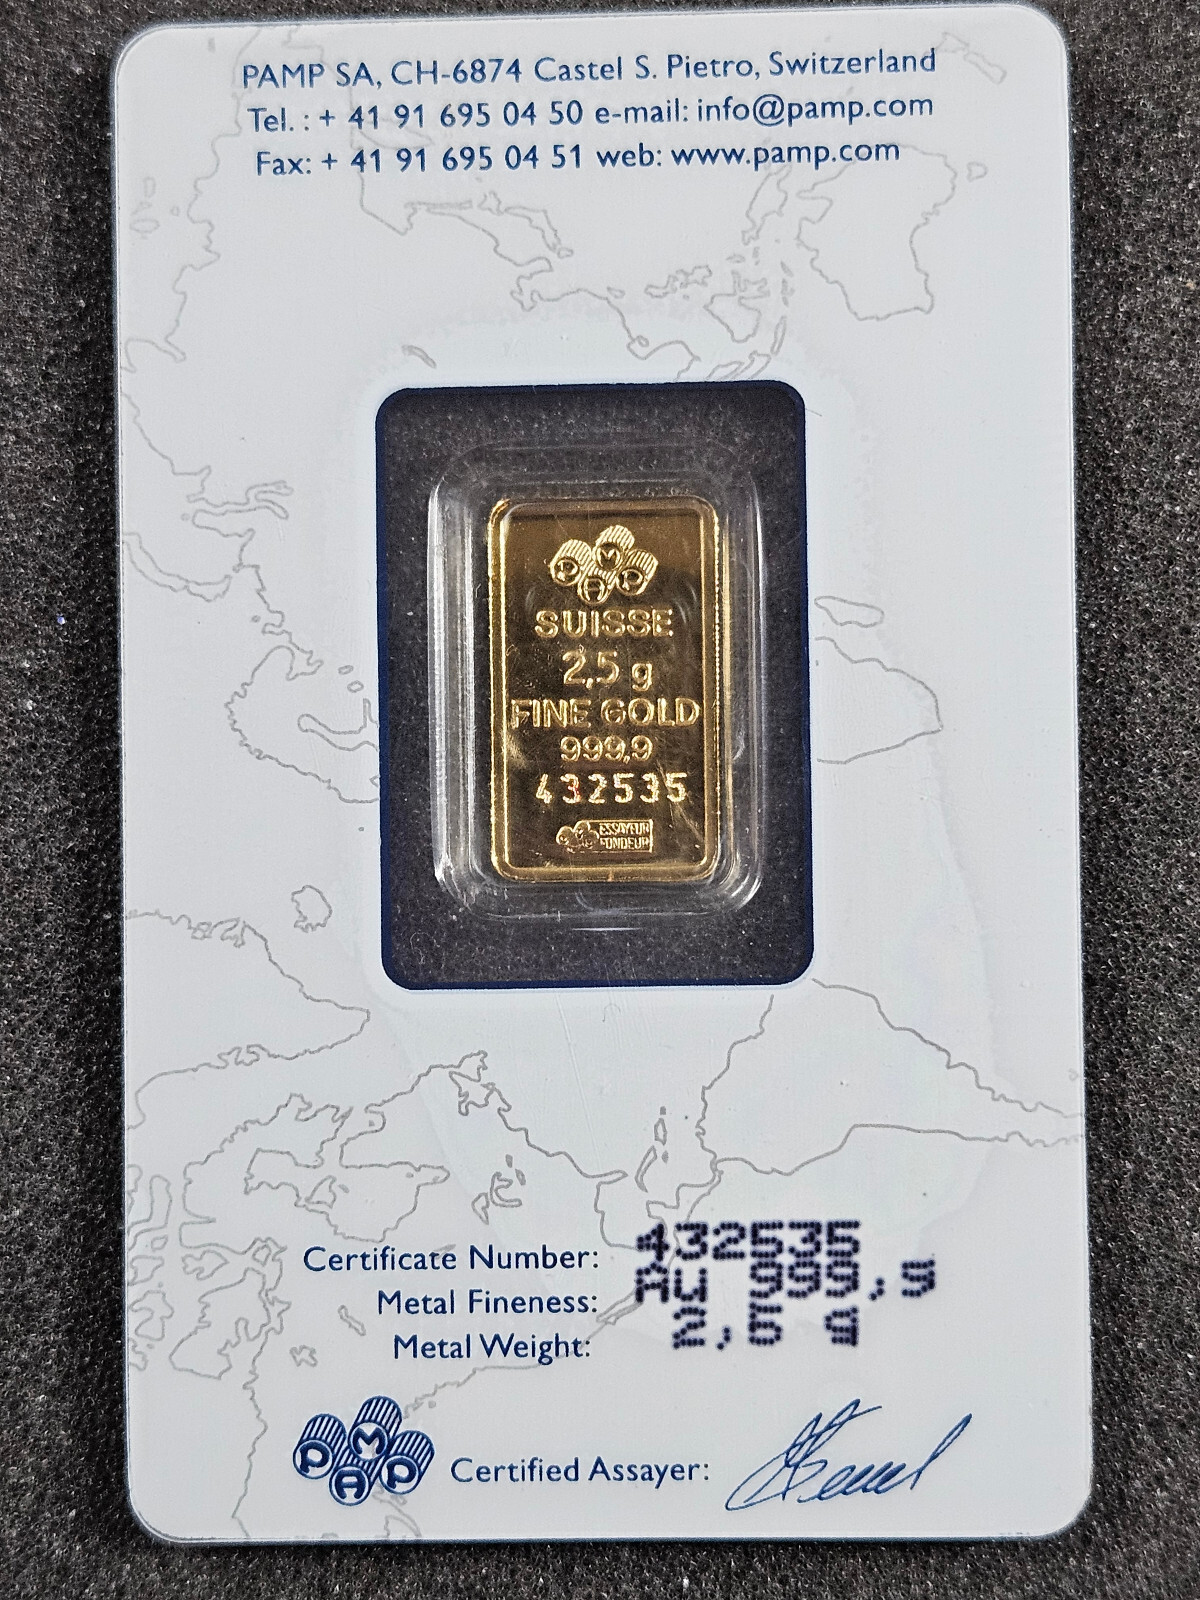 PAMP SA, CH-6874 Castel S. Pietro, Switzerland
Tel. : + 41 91 695 04 50 e-mail: info@pamp.com
Fax: + 41 91 695 04 51 web: www.pamp.com
PAMP
SUISSE
2,5 g
FINE GOLD
999,9
432535
ESSAYEUR
FONDEUR
Certificate Number: 432535
Metal Fineness: Au 999,9
Metal Weight: 2,5 g
PAMP
Certified Assayer: